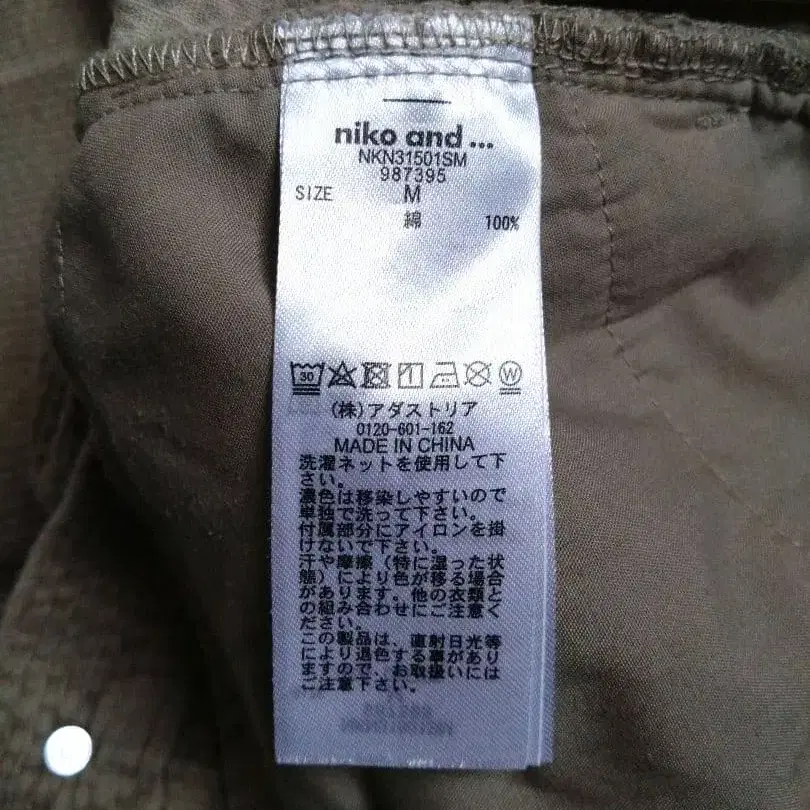 niko and ...
NKN31501SM
987395
SIZE M
綿 100%
30
W
(株)アダストリア
0120-601-162
MADE IN CHINA
洗濯ネットを使用して下
さい。
濃色は移染しやすいので
単独で洗って下さい。
付属部分にアイロンを掛
けないで下さい。
汗や摩擦（特に湿った状
態）により色が移る場合
があります。他の衣類と
の組み合わせにご注意く
ださい。
この製品は、直射日光等
により退色する事があり
ますので、お取扱いには
ご注意下さい。